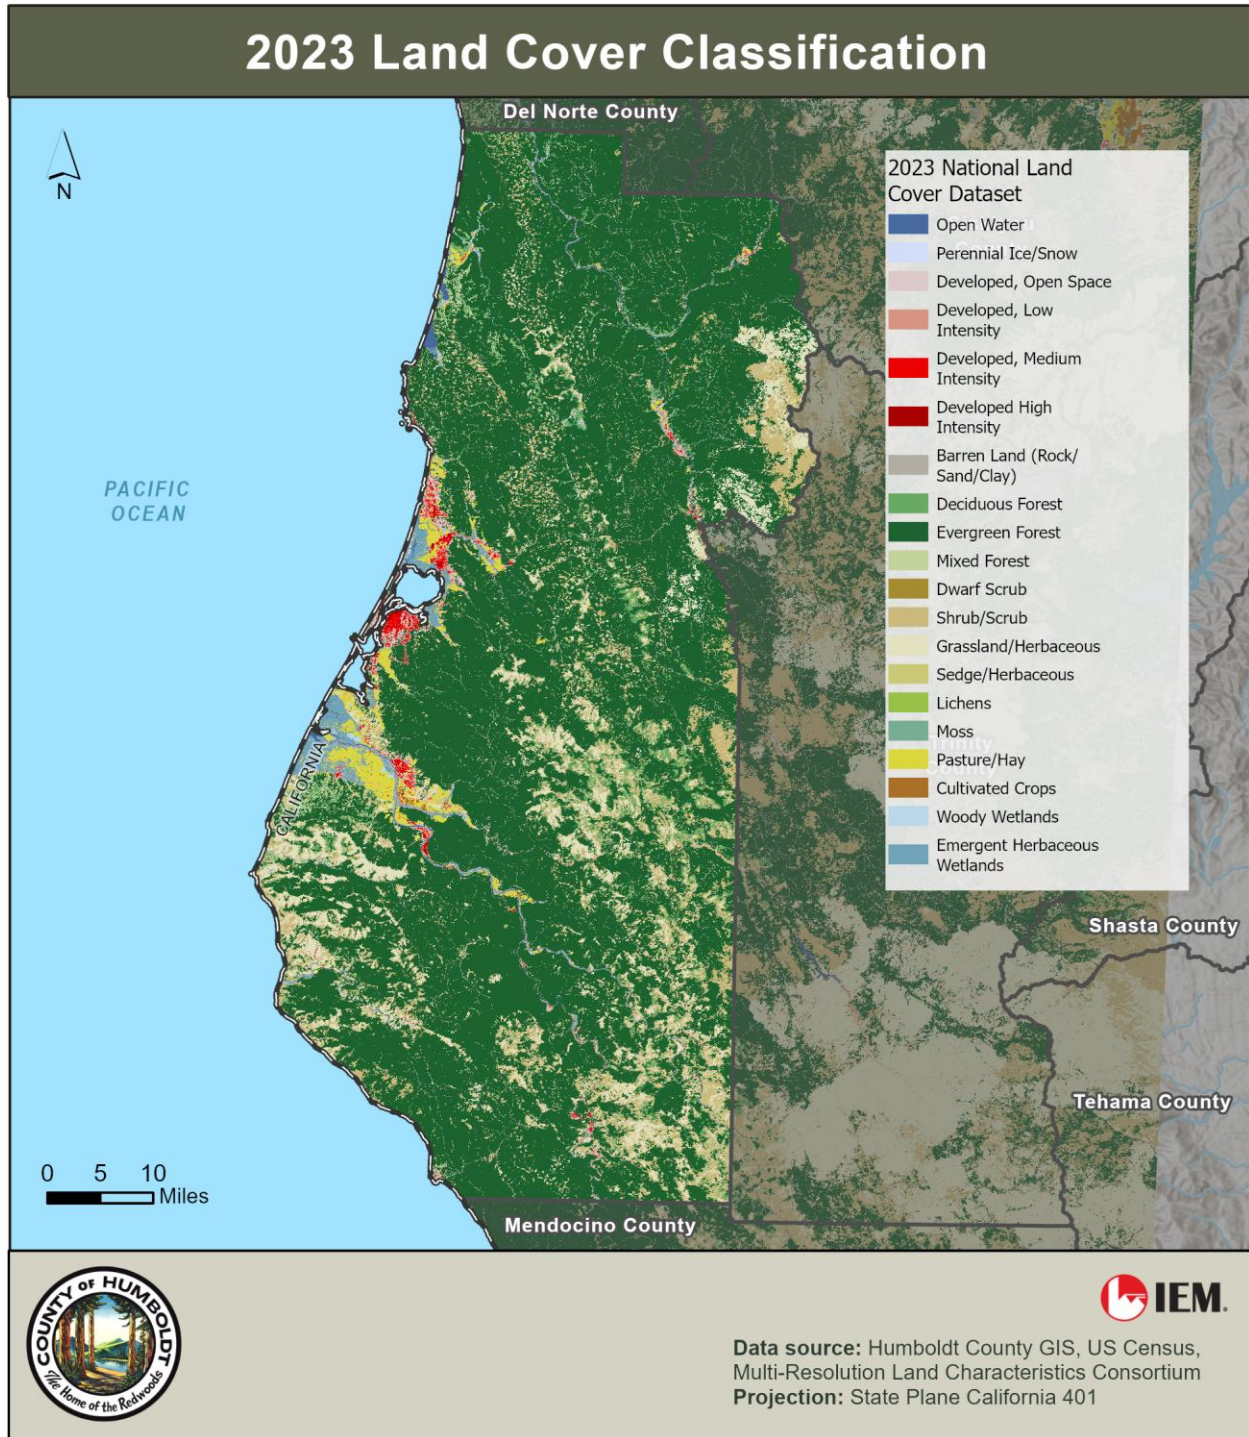 2023 Land Cover Classification
Del Norte County
N
2023 National Land
Cover Dataset
Open Water
Perennial Ice/Snow
Developed, Open Space
Developed, Low
Intensity
Developed, Medium
Intensity
Developed High
Intensity
Barren Land (Rock/
Sand/Clay)
Deciduous Forest
Evergreen Forest
Mixed Forest
Dwarf Scrub
Shrub/Scrub
Grassland/Herbaceous
Sedge/Herbaceous
Lichens
Moss
Pasture/Hay
Cultivated Crops
Woody Wetlands
Emergent Herbaceous
Wetlands
PACIFIC
OCEAN
CALIFORNIA
Trinity
County
Shasta County
Tehama County
0 5 10
Miles
Mendocino County
COUNTY OF HUMBOLDT
The Home of the Redwoods
IEM.
Data source: Humboldt County GIS, US Census,
Multi-Resolution Land Characteristics Consortium
Projection: State Plane California 401